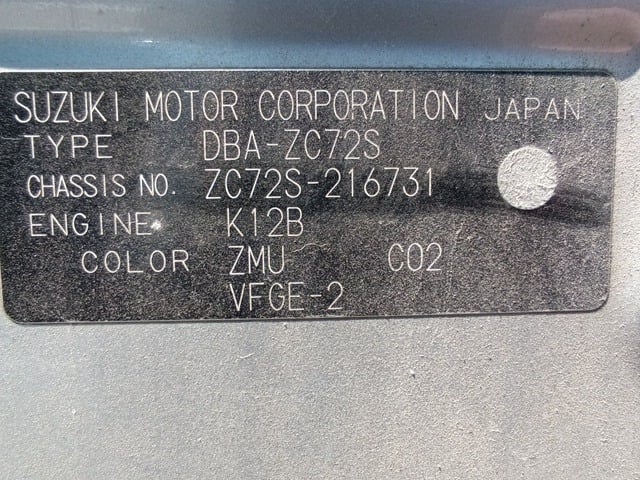 SUZUKI MOTOR CORPORATION JAPAN
TYPE DBA-ZC72S
CHASSIS NO. ZC72S-216731
ENGINE K12B
COLOR ZMU C02
VFGE-2